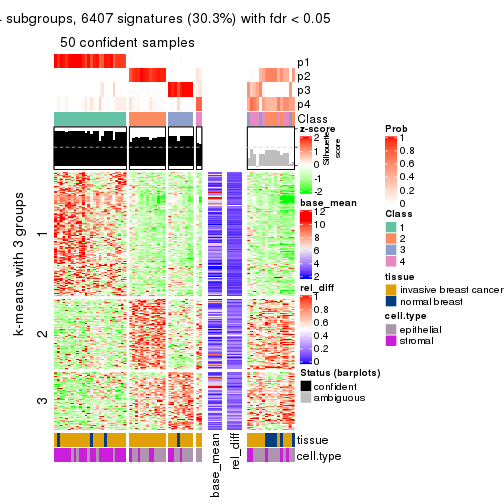 4 subgroups, 6407 signatures (30.3%) with fdr < 0.05
50 confident samples
p1
p2
p3
p4
Class
z-score
2
1
0
-1
-2
Silhouette
score
base_mean
12
10
8
6
4
2
rel_diff
1
0.8
0.6
0.4
0.2
0
Status (barplots)
confident
ambiguous
Prob
1
0.8
0.6
0.4
0.2
0
Class
1
2
3
4
tissue
invasive breast cancer
normal breast
cell.type
epithelial
stromal
k-means with 3 groups
1
2
3
base_mean
rel_diff
tissue
cell.type